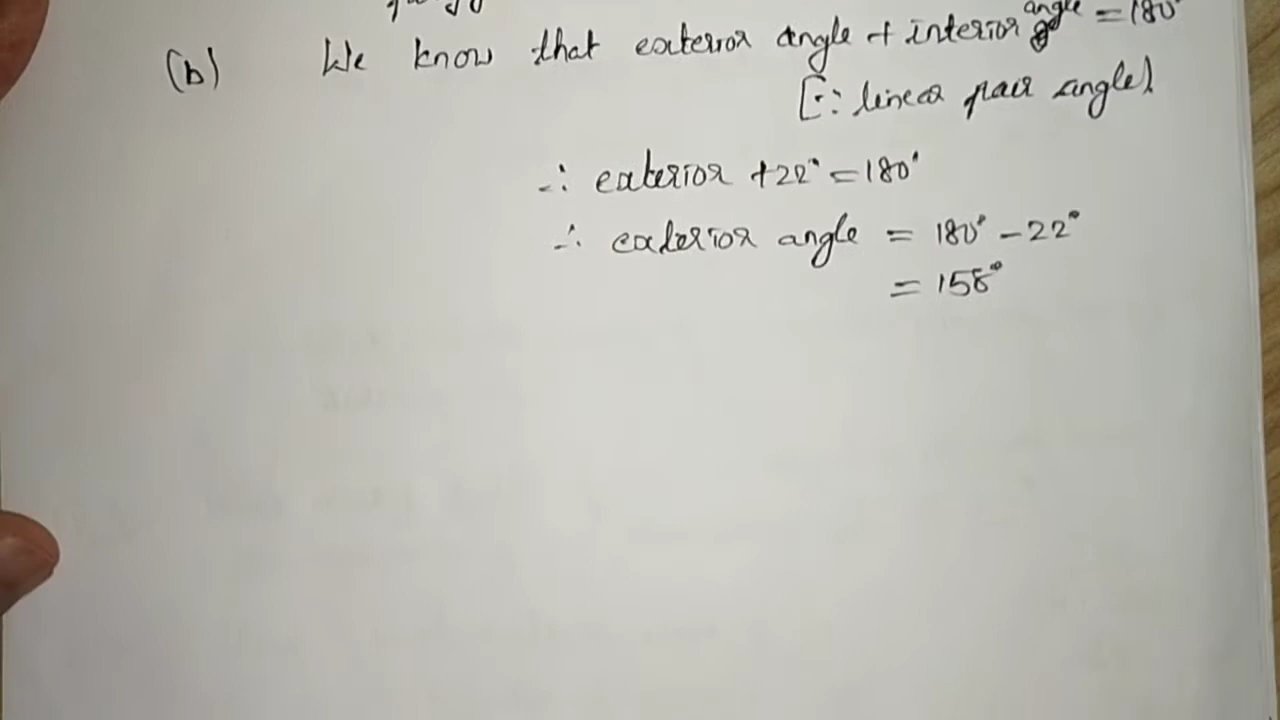 (b) We know that exterior angle + interior angle = 180°
[∵ linear pair angle)
∴ exterior + 22° = 180°
∴ exterior angle = 180° - 22°
= 158°